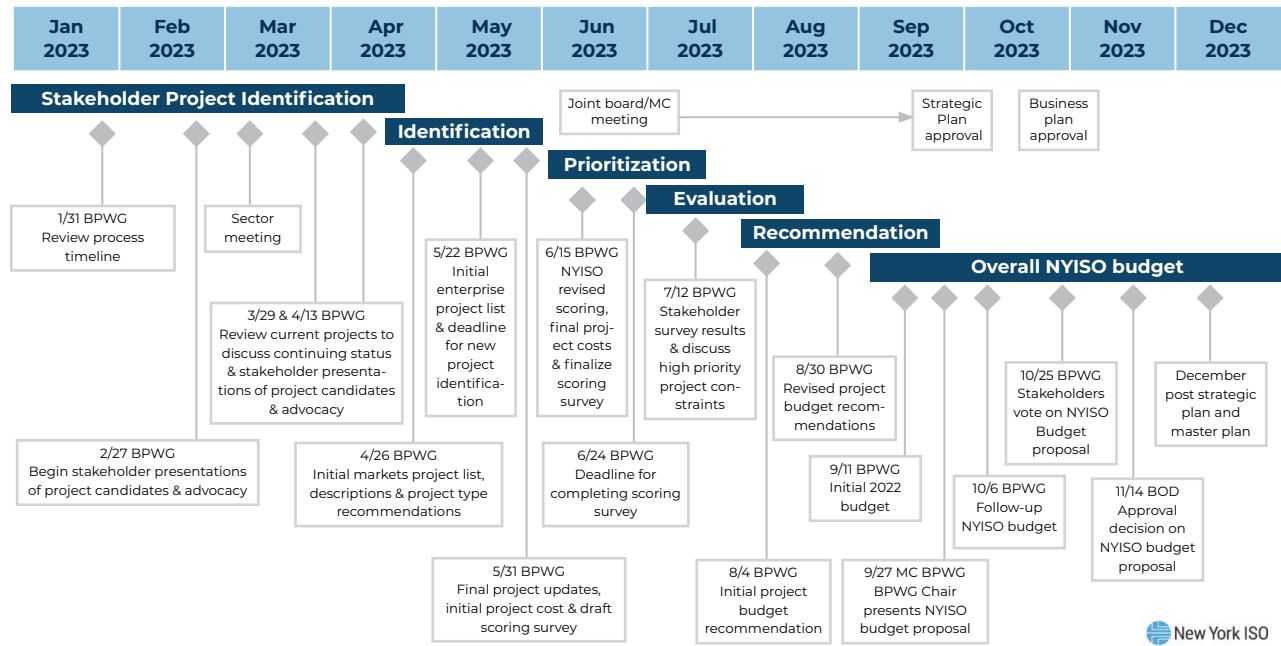 Jan 2023
Feb 2023
Mar 2023
Apr 2023
May 2023
Jun 2023
Jul 2023
Aug 2023
Sep 2023
Oct 2023
Nov 2023
Dec 2023
Stakeholder Project Identification
Identification
Prioritization
Evaluation
Recommendation
Overall NYISO budget
Joint board/MC
meeting
Strategic
Plan
approval
Business
plan
approval
1/31 BPWG
Review process
timeline
Sector
meeting
3/29 & 4/13 BPWG
Review current projects to
discuss continuing status
& stakeholder presenta-
tions of project candidates
& advocacy
2/27 BPWG
Begin stakeholder presentations
of project candidates & advocacy
5/22 BPWG
Initial
enterprise
project list
& deadline
for new
project
identifica-
tion
4/26 BPWG
Initial markets project list,
descriptions & project type
recommendations
5/31 BPWG
Final project updates,
initial project cost & draft
scoring survey
6/15 BPWG
NYISO
revised
scoring,
final proj-
ect costs
& finalize
scoring
survey
6/24 BPWG
Deadline for
completing scoring
survey
7/12 BPWG
Stakeholder
survey results
& discuss
high priority
project con-
straints
8/30 BPWG
Revised project
budget recom-
mendations
8/4 BPWG
Initial project
budget
recommendation
9/11 BPWG
Initial 2022
budget
9/27 MC BPWG
BPWG Chair
presents NYISO
budget proposal
10/6 BPWG
Follow-up
NYISO budget
10/25 BPWG
Stakeholders
vote on NYISO
Budget
proposal
11/14 BOD
Approval
decision on
NYISO budget
proposal
December
post strategic
plan and
master plan
New York ISO